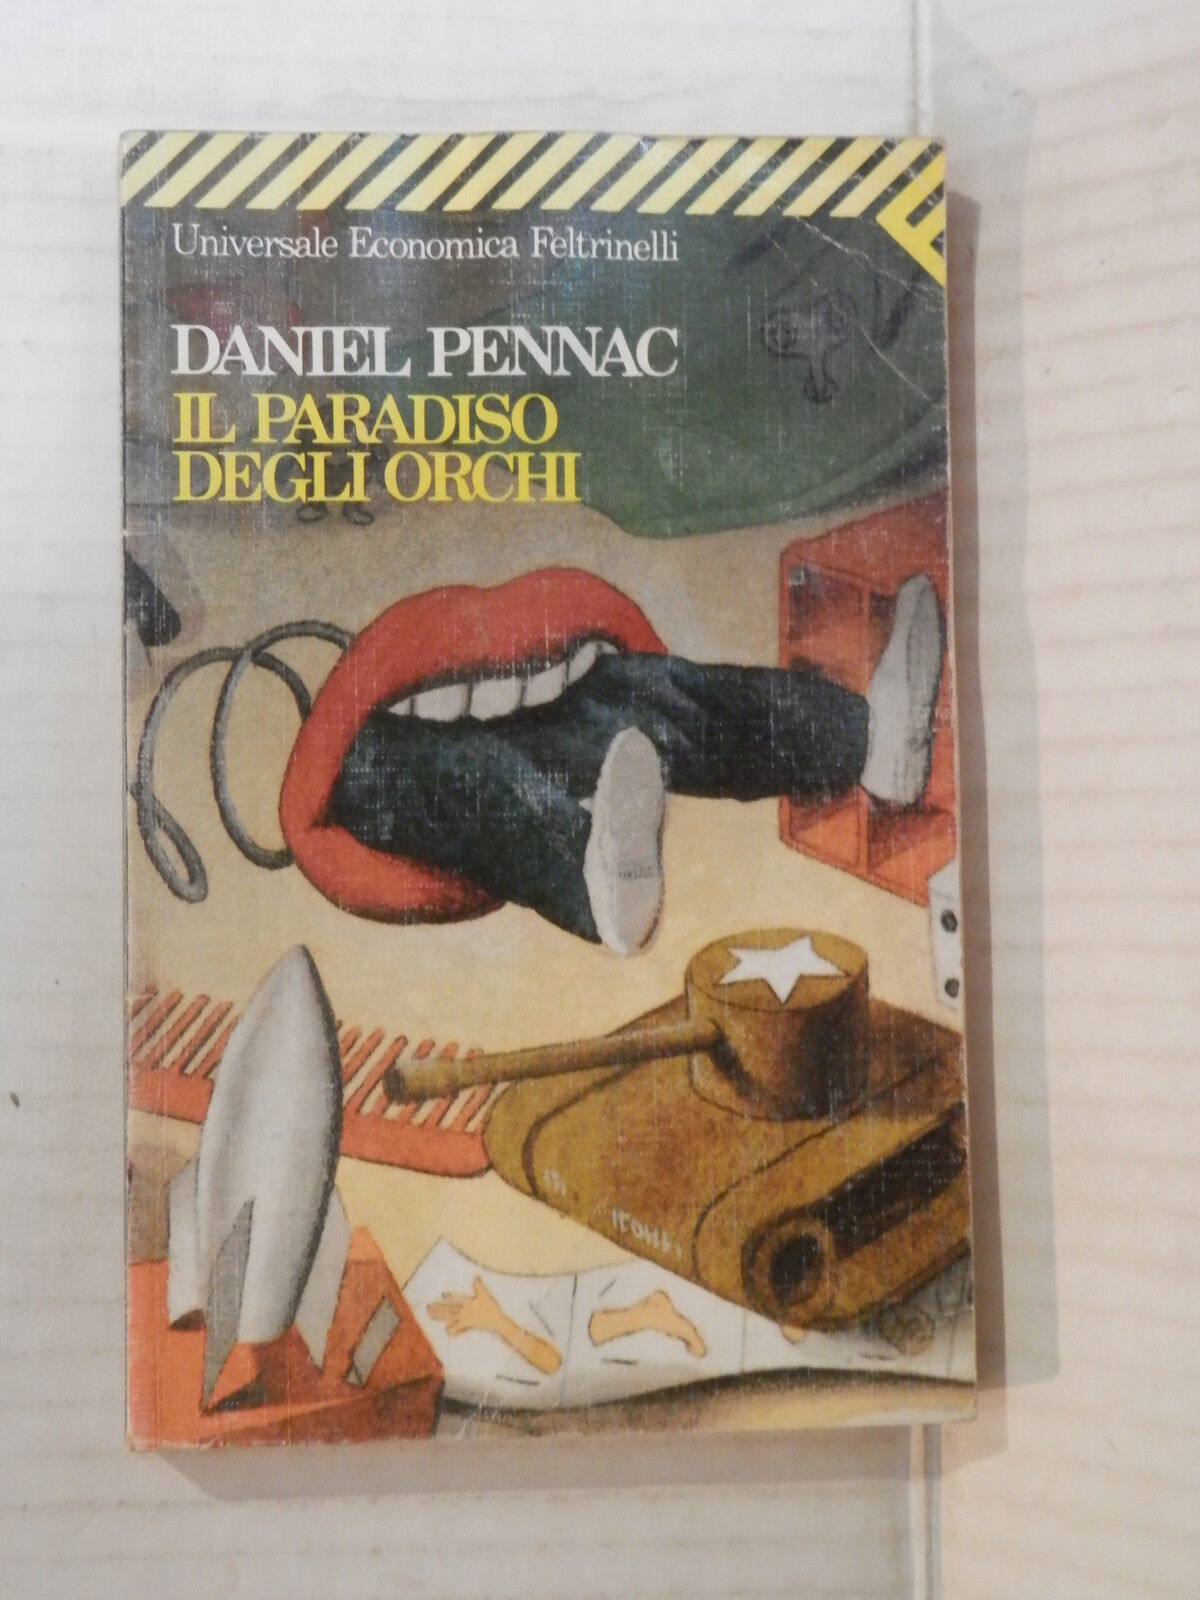 Universale Economica Feltrinelli
DANIEL PENNAC
IL PARADISO
DEGLI ORCHI